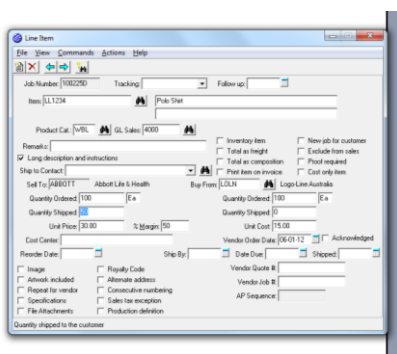 Line Item
File View Commands Actions Help
Job Number: 108225D Tracking: Follow up:
Item: LL1234 Polo Shirt
Product Cat.: WBL GL Sales: 4000
Remarks:
Inventory item New job for customer
Total as freight Exclude from sales
Total as composition Proof required
Print item on invoice Cost only item
Long description and instructions
Ship to Contact:
Sell To: ABBOTT Abbott Life & Health Buy From: LOLN Logo-Line Australia
Quantity Ordered: 100 Ea Quantity Ordered: 100 Ea
Quantity Shipped: Quantity Shipped: 0
Unit Price: 30.00 % Margin: 50 Unit Cost: 15.00
Cost Center: Vendor Order Date: 06-01-12 Acknowledged
Reorder Date: Ship By: Date Due: Shipped:
Image Royalty Code Vendor Quote #:
Artwork included Alternate address Vendor Job #:
Repeat for vendor Consecutive numbering
Specifications Sales tax exception AP Sequence:
File Attachments Production definition
Quantity shipped to the customer